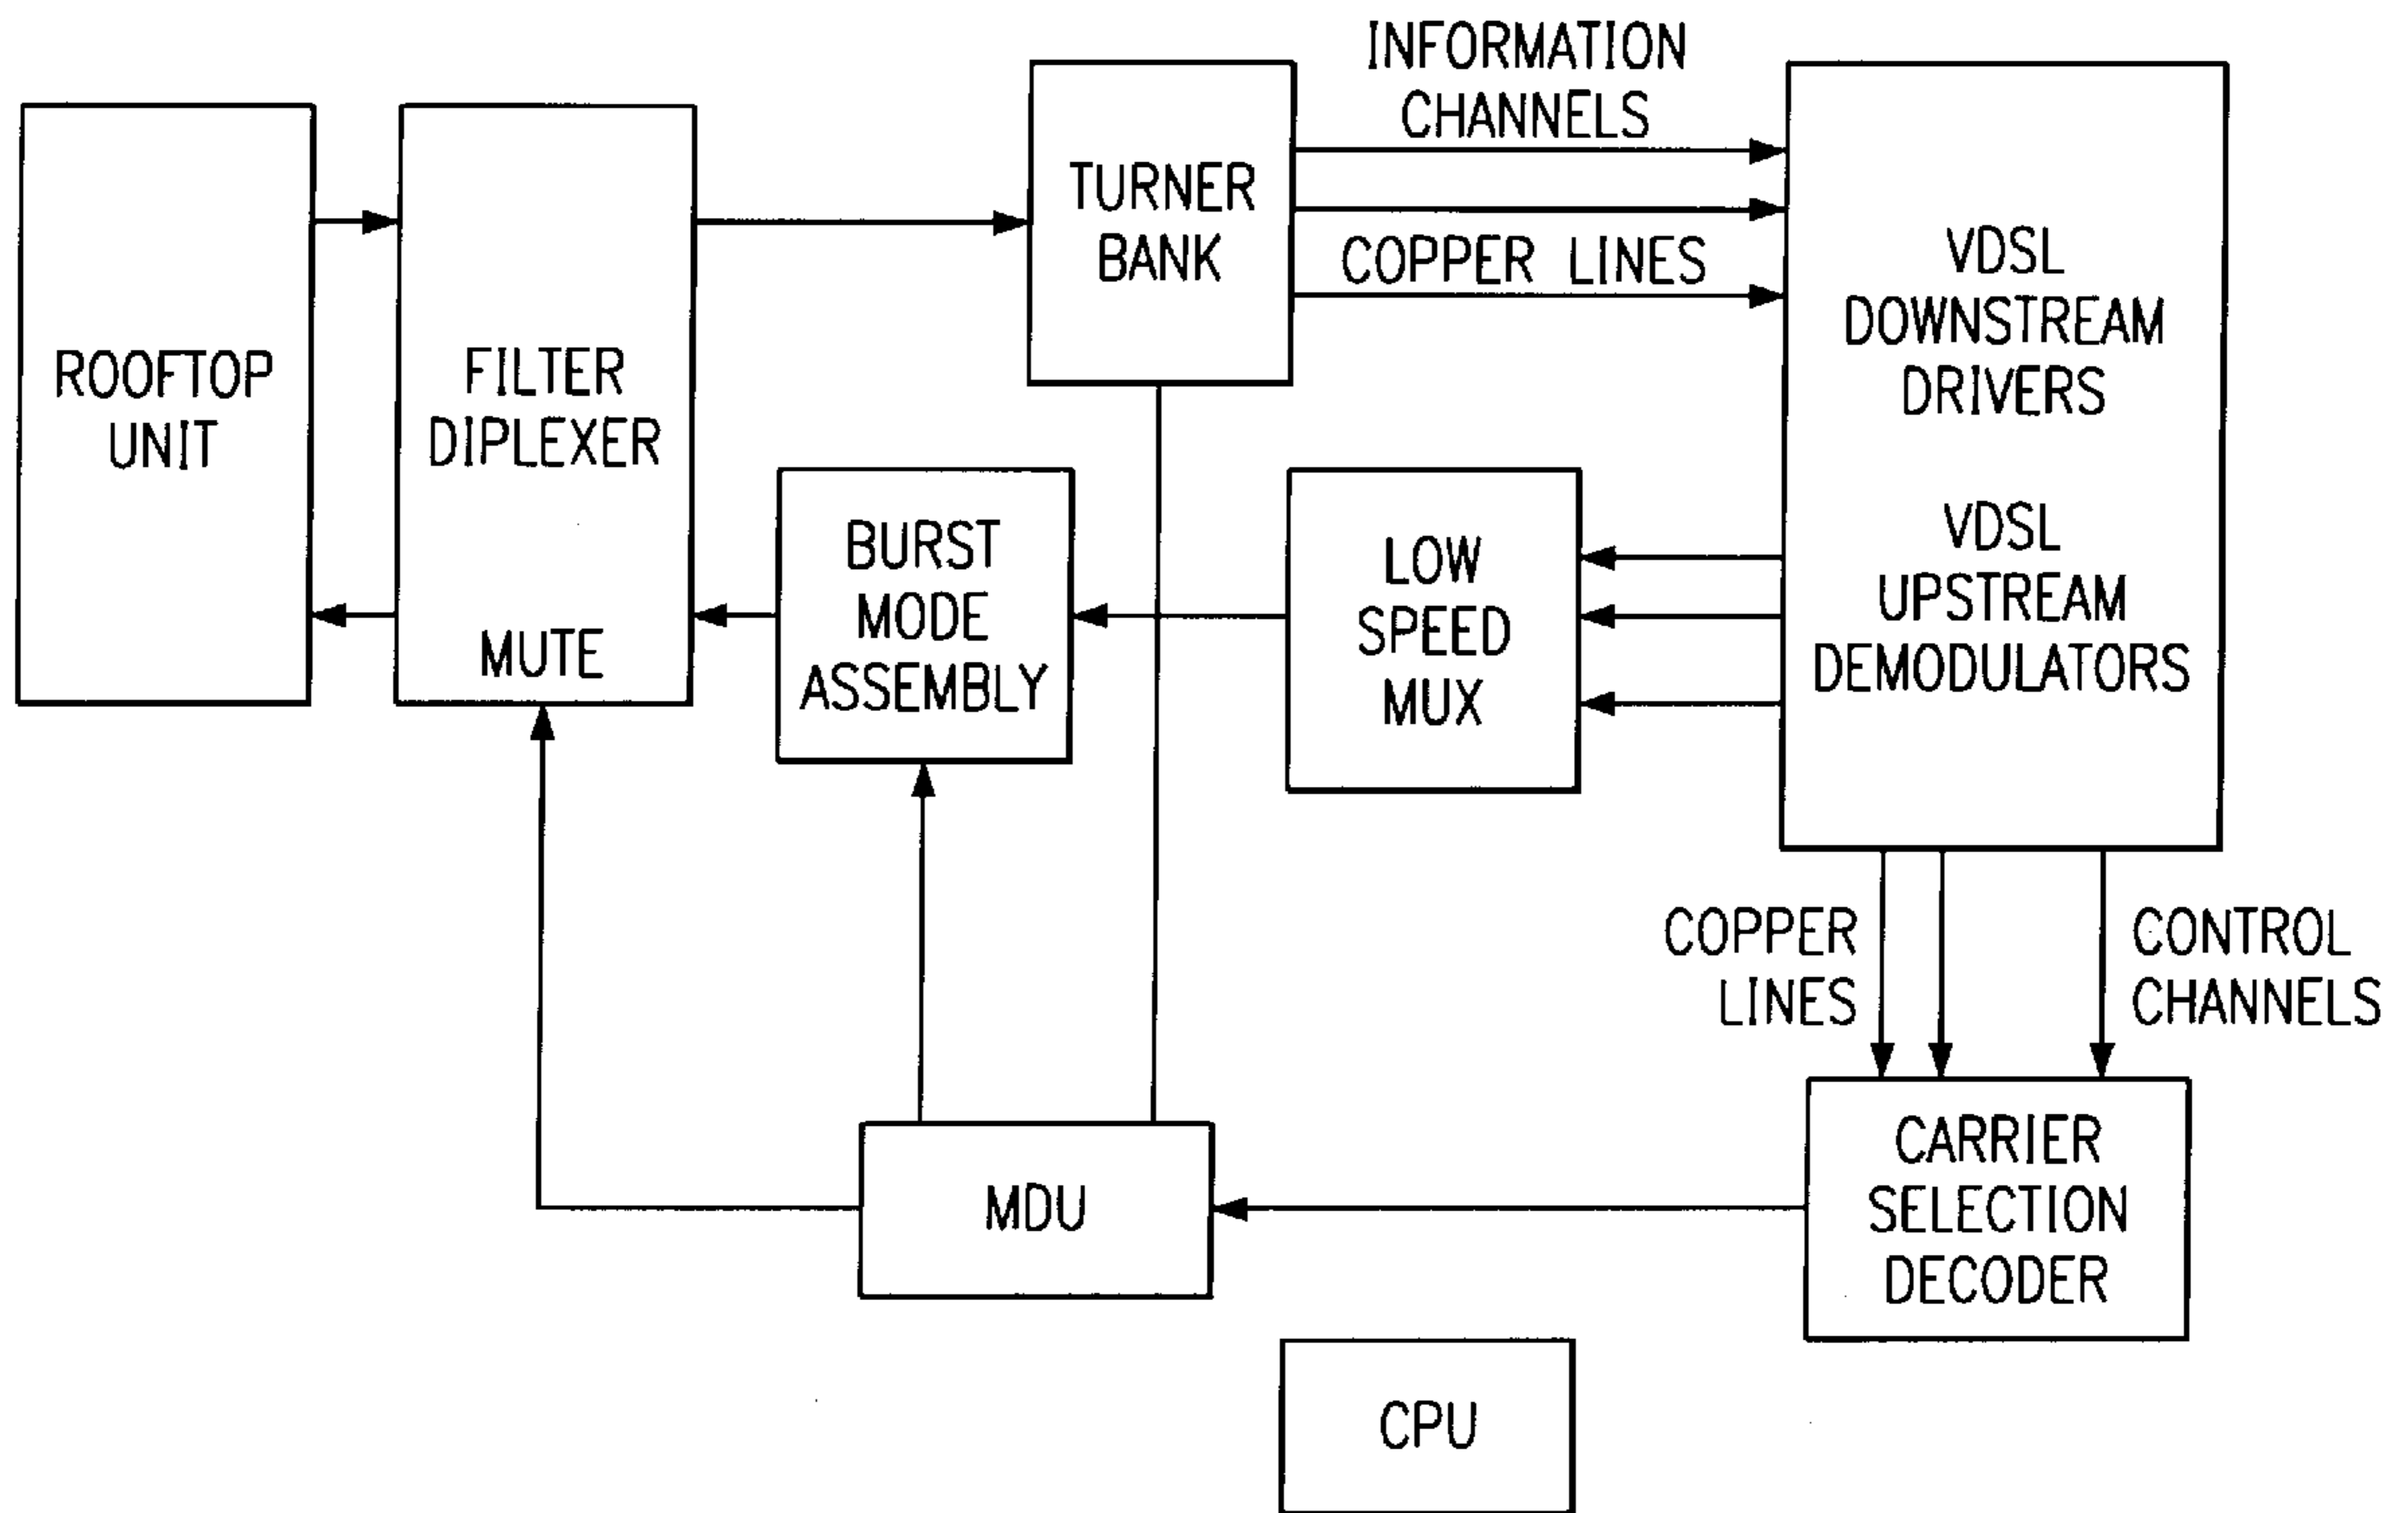 INFORMATION
CHANNELS
TURNER
BANK
COPPER LINES
VDSL
DOWNSTREAM
DRIVERS
ROOFTOP
UNIT
FILTER
DIPLEXER
MUTE
BURST
MODE
ASSEMBLY
LOW
SPEED
MUX
VDSL
UPSTREAM
DEMODULATORS
COPPER
LINES
CONTROL
CHANNELS
MDU
CARRIER
SELECTION
DECODER
CPU